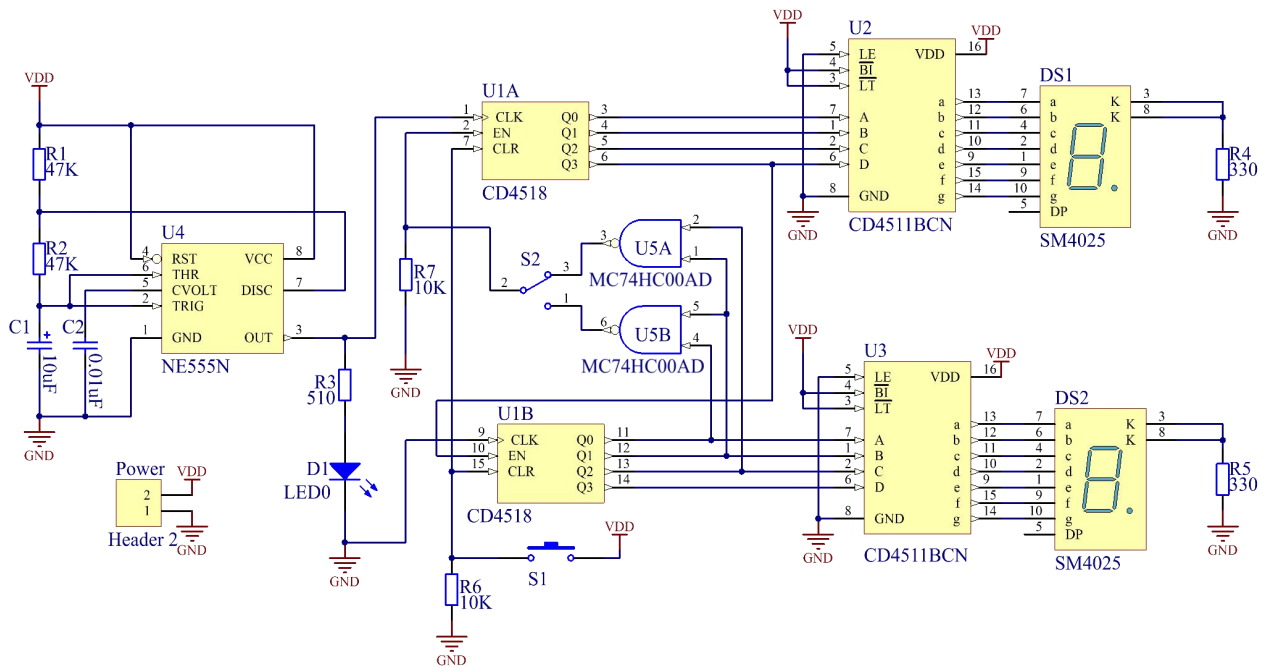 VDD
R1
47K
R2
47K
C1
+
10uF
C2
0.01uF
GND
U4
4 RST
6 THR
5 CVOLT
2 TRIG
1 GND
VCC 8
DISC 7
OUT 3
NE555N
R3
510
D1
LED0
GND
Power
2
1
Header 2
VDD
GND
U1A
1 CLK
2 EN
7 CLR
Q0 3
Q1 4
Q2 5
Q3 6
CD4518
R7
10K
GND
S2
2
3
1
3
2
1
U5A
MC74HC00AD
6
5
4
U5B
MC74HC00AD
U1B
9 CLK
10 EN
15 CLR
Q0 11
Q1 12
Q2 13
Q3 14
CD4518
R6
10K
GND
S1
VDD
VDD
U2
5 LE
4 BI
3 LT
7 A
1 B
2 C
6 D
8 GND
VDD 16
VDD
a 13
b 12
c 11
d 10
e 9
f 15
g 14
CD4511BCN
GND
DS1
7 a
6 b
4 c
2 d
1 e
9 f
10 g
5 DP
K 3
K 8
SM4025
R4
330
GND
VDD
U3
5 LE
4 BI
3 LT
7 A
1 B
2 C
6 D
8 GND
VDD 16
VDD
a 13
b 12
c 11
d 10
e 9
f 15
g 14
CD4511BCN
GND
DS2
7 a
6 b
4 c
2 d
1 e
9 f
10 g
5 DP
K 3
K 8
SM4025
R5
330
GND